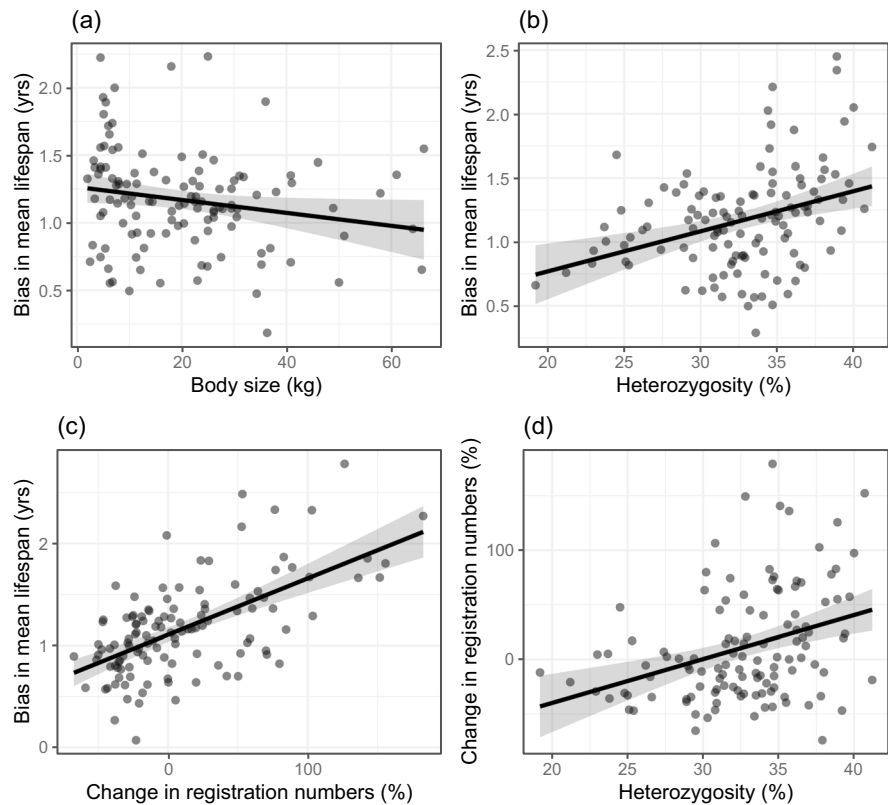 (a)
Bias in mean lifespan (yrs)
2.0
1.5
1.0
0.5
0
20
40
60
Body size (kg)
(b)
Bias in mean lifespan (yrs)
2.5
2.0
1.5
1.0
0.5
20
25
30
35
40
Heterozygosity (%)
(c)
Bias in mean lifespan (yrs)
2
1
0
0
100
Change in registration numbers (%)
(d)
Change in registration numbers (%)
100
0
20
25
30
35
40
Heterozygosity (%)